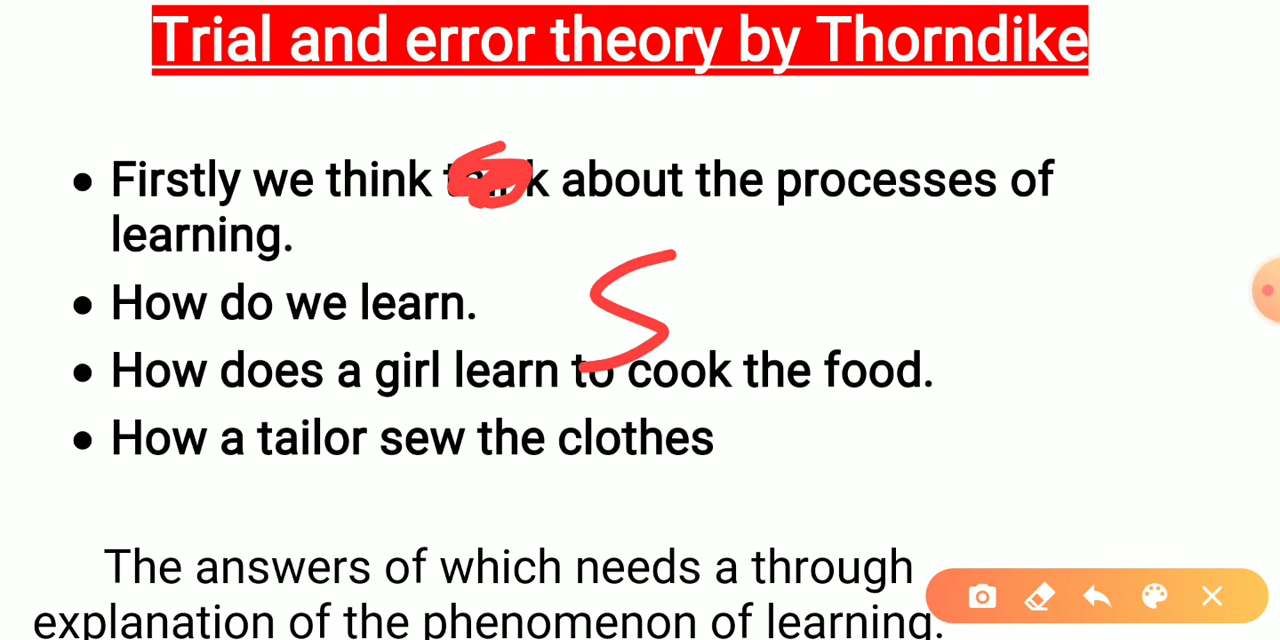 Trial and error theory by Thorndike
• Firstly we think think about the processes of
learning.
• How do we learn.
S
• How does a girl learn to cook the food.
• How a tailor sew the clothes
The answers of which needs a through
explanation of the phenomenon of learning.